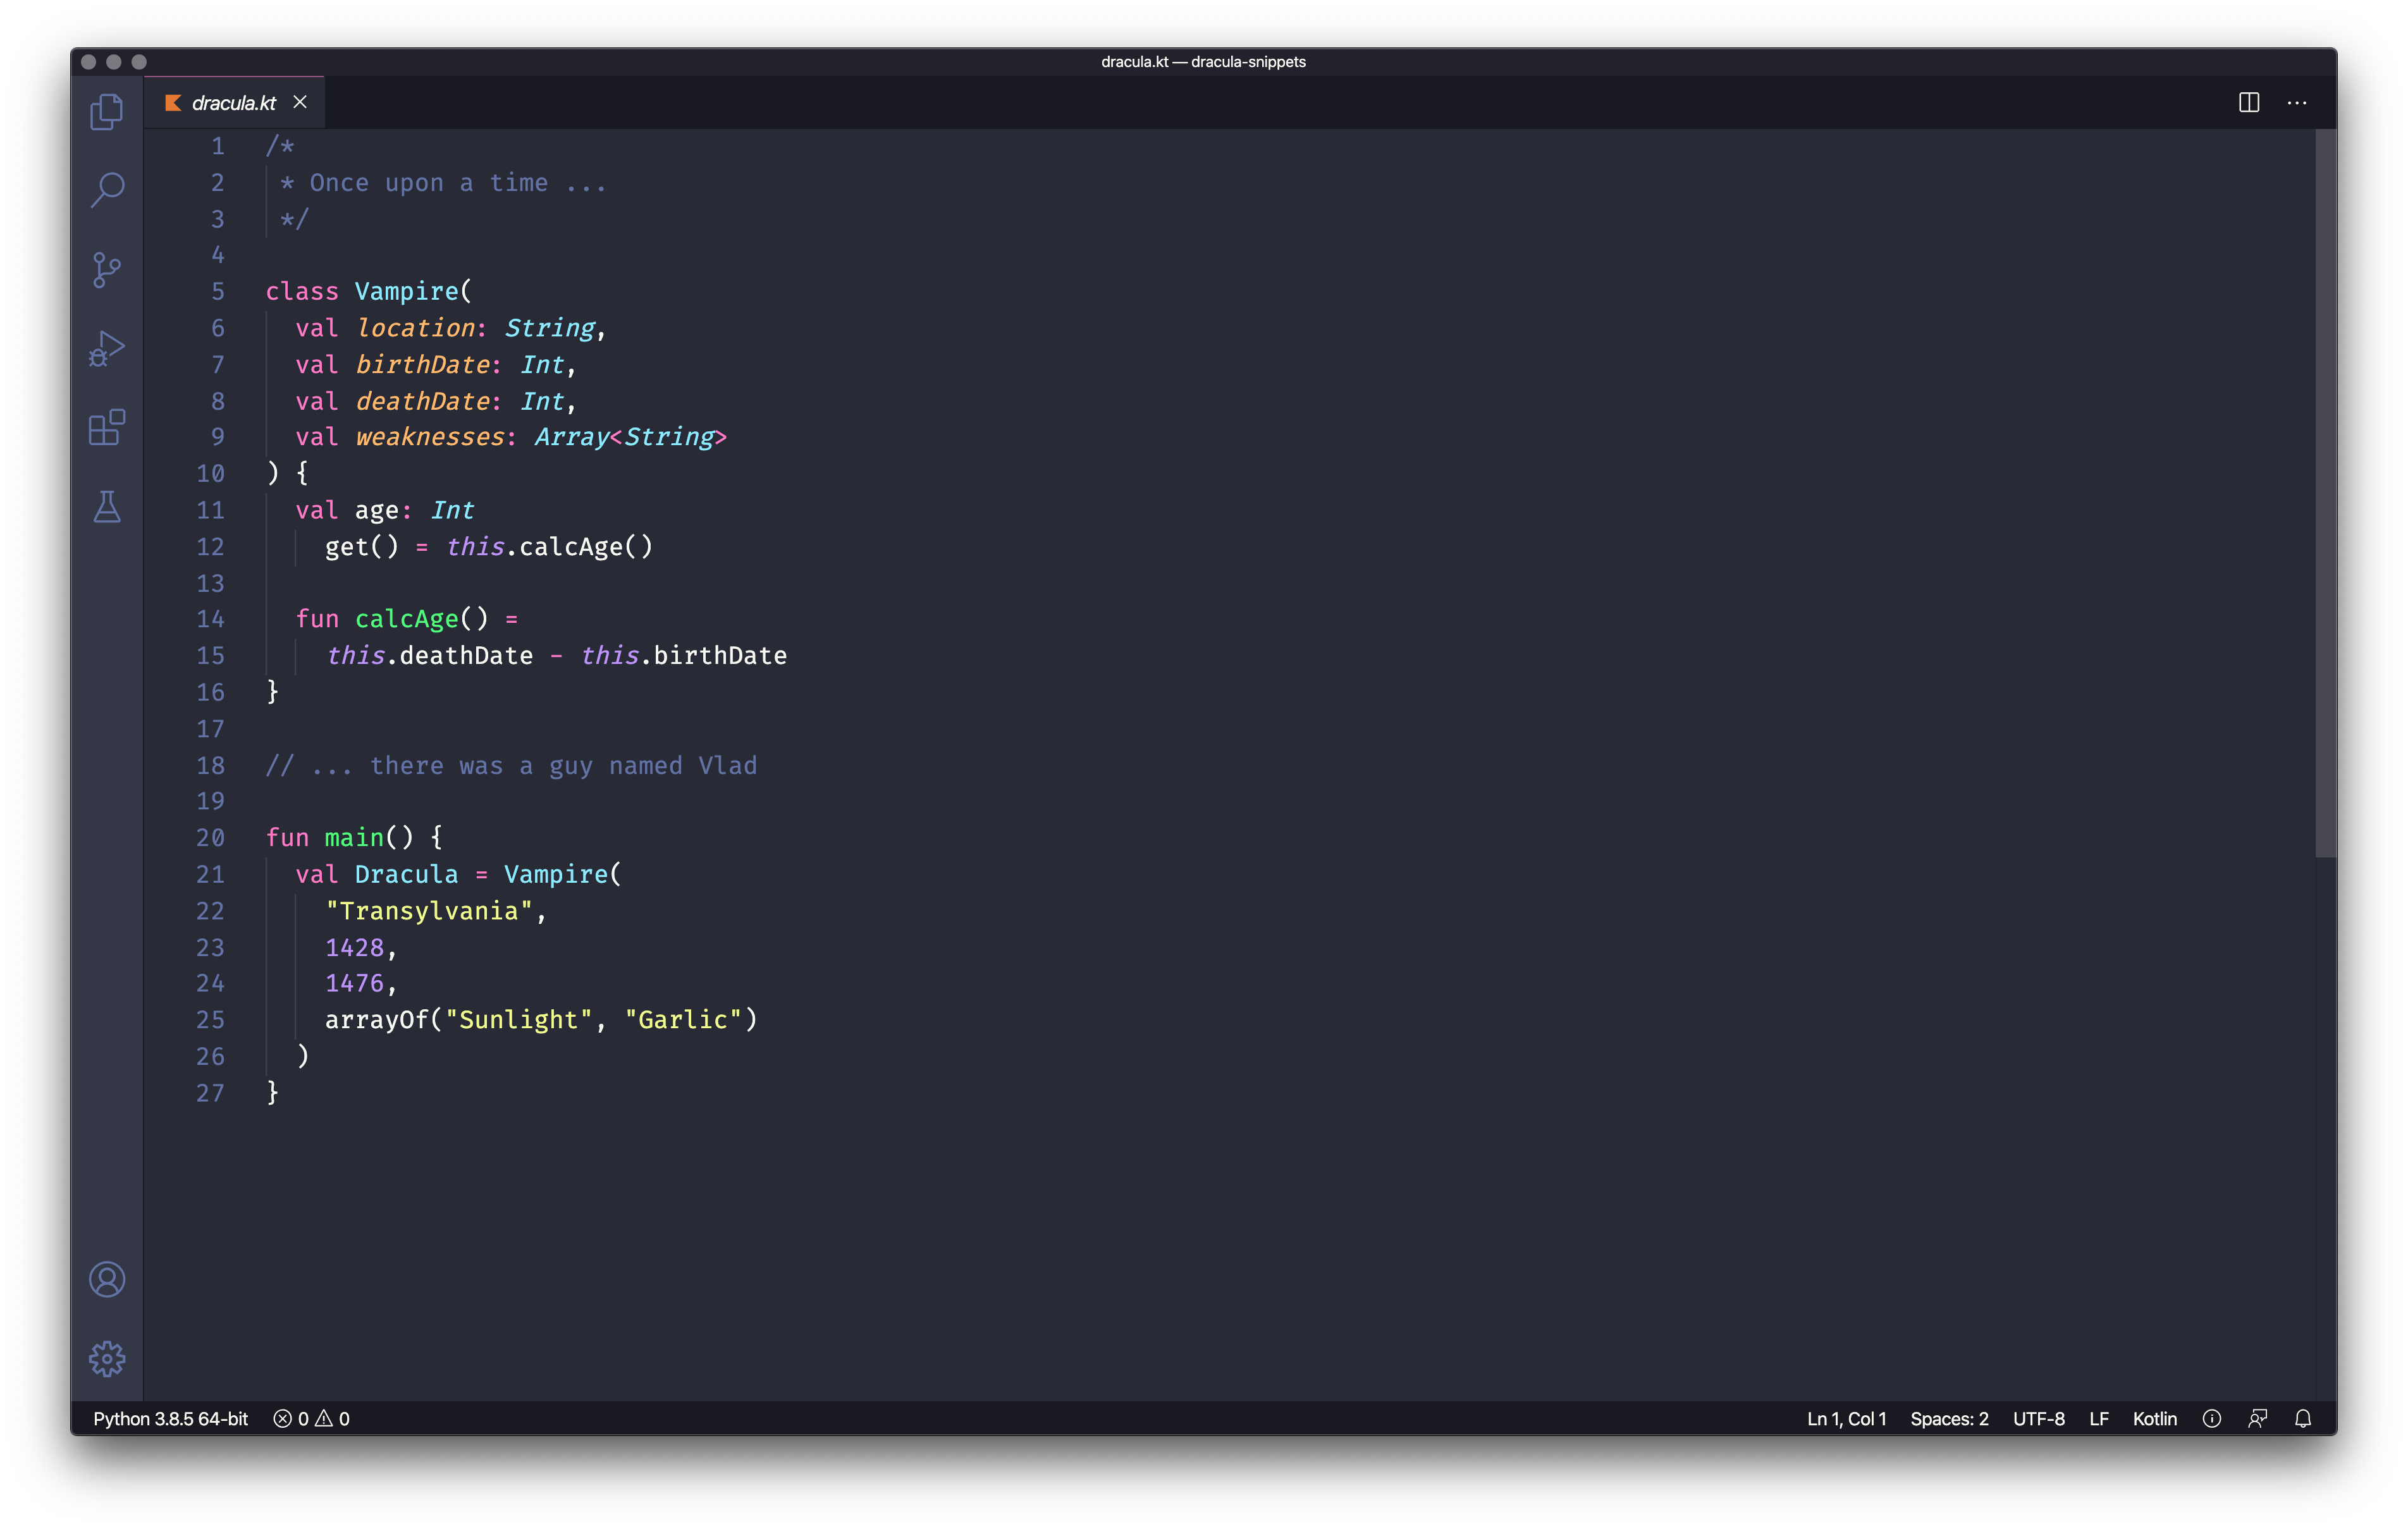 dracula.kt — dracula-snippets
dracula.kt
1 /*
2  * Once upon a time ...
3  */
4
5 class Vampire(
6   val location: String,
7   val birthDate: Int,
8   val deathDate: Int,
9   val weaknesses: Array<String>
10 ) {
11   val age: Int
12     get() = this.calcAge()
13
14   fun calcAge() =
15     this.deathDate - this.birthDate
16 }
17
18 // ... there was a guy named Vlad
19
20 fun main() {
21   val Dracula = Vampire(
22     "Transylvania",
23     1428,
24     1476,
25     arrayOf("Sunlight", "Garlic")
26   )
27 }
Python 3.8.5 64-bit 0 0 Ln 1, Col 1 Spaces: 2 UTF-8 LF Kotlin